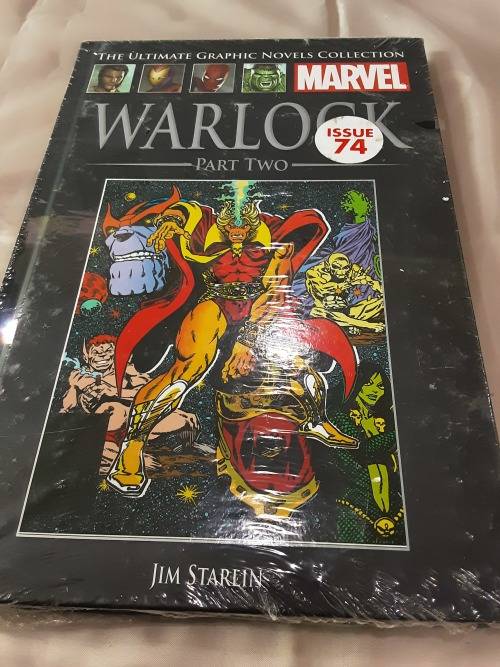 THE ULTIMATE GRAPHIC NOVELS COLLECTION
MARVEL
WARLOCK
ISSUE
74
PART TWO
JIM STARLIN